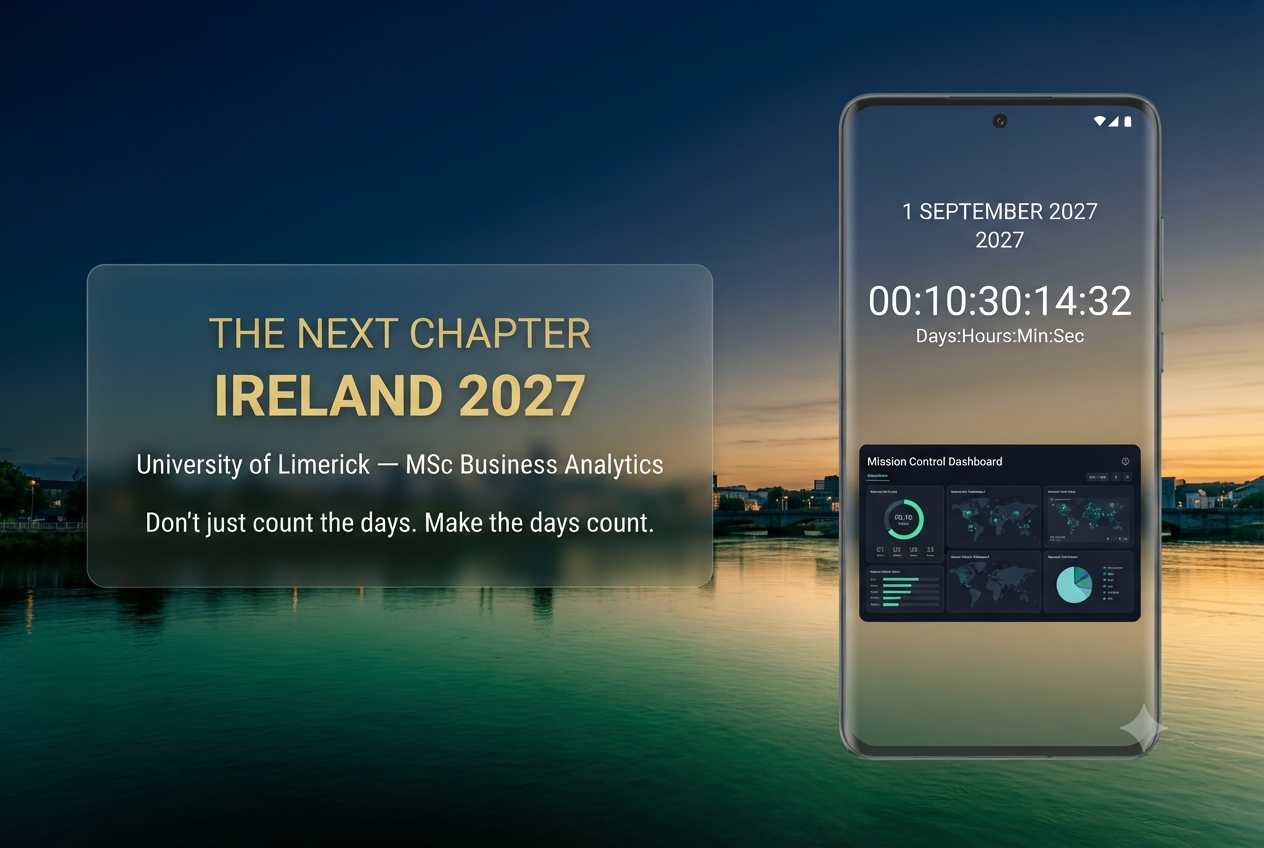 THE NEXT CHAPTER
IRELAND 2027
University of Limerick — MSc Business Analytics
Don't just count the days. Make the days count.
1 SEPTEMBER 2027
2027
00:10:30:14:32
Days:Hours:Min:Sec
Mission Control Dashboard